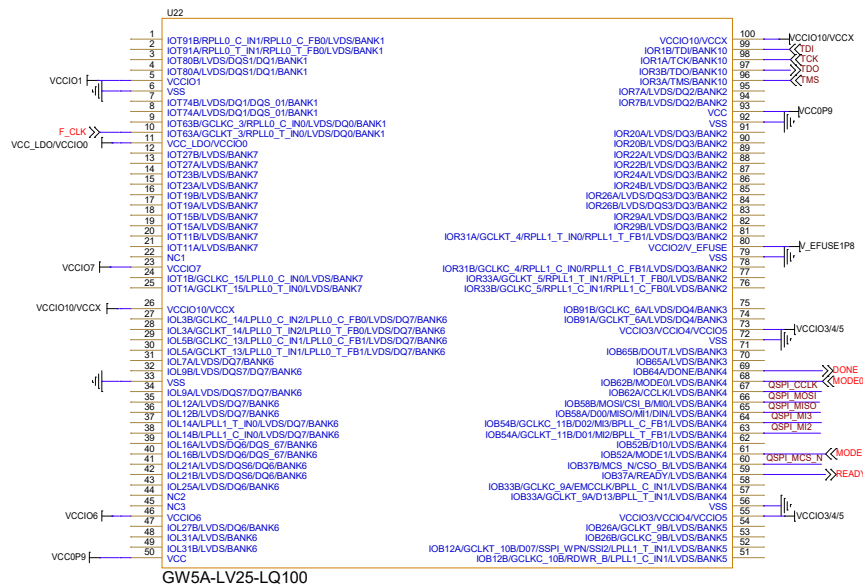 U22
1 IOT91B/RPLL0_C_IN1/RPLL0_C_FB0/LVDS/BANK1
2 IOT91A/RPLL0_T_IN1/RPLL0_T_FB0/LVDS/BANK1
3 IOT80B/LVDS/DQS1/DQ1/BANK1
4 IOT80A/LVDS/DQS1/DQ1/BANK1
VCCIO1 5 VCCIO1
6 VSS
7 IOT74B/LVDS/DQ1/DQS_01/BANK1
8 IOT74A/LVDS/DQ1/DQS_01/BANK1
9 IOT63B/GCLKC_3/RPLL0_C_IN0/LVDS/DQ0/BANK1
F_CLK 10 IOT63A/GCLKT_3/RPLL0_T_IN0/LVDS/DQ0/BANK1
VCC_LDO/VCCIO0 11 VCC_LDO/VCCIO0
12 IOT27B/LVDS/BANK7
13 IOT27A/LVDS/BANK7
14 IOT23B/LVDS/BANK7
15 IOT23A/LVDS/BANK7
16 IOT19B/LVDS/BANK7
17 IOT19A/LVDS/BANK7
18 IOT15B/LVDS/BANK7
19 IOT15A/LVDS/BANK7
20 IOT11B/LVDS/BANK7
21 IOT11A/LVDS/BANK7
22 NC1
VCCIO7 23 VCCIO7
24 IOT1B/GCLKC_15/LPLL0_C_IN0/LVDS/BANK7
25 IOT1A/GCLKT_15/LPLL0_T_IN0/LVDS/BANK7
VCCIO10/VCCX 26 VCCIO10/VCCX
27 IOL3B/GCLKC_14/LPLL0_C_IN2/LPLL0_C_FB0/LVDS/DQ7/BANK6
28 IOL3A/GCLKT_14/LPLL0_T_IN2/LPLL0_T_FB0/LVDS/DQ7/BANK6
29 IOL5B/GCLKC_13/LPLL0_C_IN1/LPLL0_C_FB1/LVDS/DQ7/BANK6
30 IOL5A/GCLKT_13/LPLL0_T_IN1/LPLL0_T_FB1/LVDS/DQ7/BANK6
31 IOL7A/LVDS/DQ7/BANK6
32 IOL9B/LVDS/DQS7/DQ7/BANK6
33 VSS
34 IOL9A/LVDS/DQS7/DQ7/BANK6
35 IOL12A/LVDS/DQ7/BANK6
36 IOL12B/LVDS/DQ7/BANK6
37 IOL14A/LPLL1_T_IN0/LVDS/DQ7/BANK6
38 IOL14B/LPLL1_C_IN0/LVDS/DQ7/BANK6
39 IOL16A/LVDS/DQ6/DQS_67/BANK6
40 IOL16B/LVDS/DQ6/DQS_67/BANK6
41 IOL21A/LVDS/DQS6/DQ6/BANK6
42 IOL21B/LVDS/DQS6/DQ6/BANK6
43 IOL25A/LVDS/DQ6/BANK6
44 NC2
45 NC3
VCCIO6 46 VCCIO6
47 IOL27B/LVDS/DQ6/BANK6
48 IOL31A/LVDS/BANK6
49 IOL31B/LVDS/BANK6
VCC0P9 50 VCC
VCCIO10/VCCX 100 VCCIO10/VCCX
IOR1B/TDI/BANK10 99 TDI
IOR1A/TCK/BANK10 98 TCK
IOR3B/TDO/BANK10 97 TDO
IOR3A/TMS/BANK10 96 TMS
IOR7A/LVDS/DQ2/BANK2 95
IOR7B/LVDS/DQ2/BANK2 94
VCC 93 VCC0P9
VSS 92
IOR20A/LVDS/DQ3/BANK2 91
IOR20B/LVDS/DQ3/BANK2 90
IOR22A/LVDS/DQ3/BANK2 89
IOR22B/LVDS/DQ3/BANK2 88
IOR24A/LVDS/DQ3/BANK2 87
IOR24B/LVDS/DQ3/BANK2 86
IOR26A/LVDS/DQS3/DQ3/BANK2 85
IOR26B/LVDS/DQS3/DQ3/BANK2 84
IOR29A/LVDS/DQ3/BANK2 83
IOR29B/LVDS/DQ3/BANK2 82
IOR31A/GCLKT_4/RPLL1_T_IN0/RPLL1_T_FB1/LVDS/DQ3/BANK2 81
VCCIO2/V_EFUSE 80 V_EFUSE1P8
VSS 79
IOR31B/GCLKC_4/RPLL1_C_IN0/RPLL1_C_FB1/LVDS/DQ3/BANK2 78
IOR33A/GCLKT_5/RPLL1_T_IN1/RPLL1_T_FB0/LVDS/BANK2 77
IOR33B/GCLKC_5/RPLL1_C_IN1/RPLL1_C_FB0/LVDS/BANK2 76
IOB91B/GCLKC_6A/LVDS/DQ4/BANK3 75
IOB91A/GCLKT_6A/LVDS/DQ4/BANK3 74
VCCIO3/VCCIO4/VCCIO5 73 VCCIO3/4/5
VSS 72
IOB65B/DOUT/LVDS/BANK3 71
IOB65A/LVDS/BANK3 70
IOB64A/DONE/BANK4 69 DONE
IOB62B/MODE0/LVDS/BANK4 68 MODE0
IOB62A/CCLK/LVDS/BANK4 67 QSPI_CCLK
IOB58B/MOSI/CSI_B/MI0/LVDS/BANK4 66 QSPI_MOSI
IOB58A/D00/MISO/MI1/DIN/LVDS/BANK4 65 QSPI_MISO
IOB54B/GCLKC_11B/D02/MI3/BPLL_C_FB1/LVDS/BANK4 64 QSPI_MI3
IOB54A/GCLKT_11B/D01/MI2/BPLL_T_FB1/LVDS/BANK4 63 QSPI_MI2
IOB52B/D10/LVDS/BANK4 62
IOB52A/MODE1/LVDS/BANK4 61 MODE
IOB37B/MCS_N/CSO_B/LVDS/BANK4 60 QSPI_MCS_N
IOB37A/READY/LVDS/BANK4 59 READY
IOB33B/GCLKC_9A/EMCCLK/BPLL_C_IN1/LVDS/BANK4 58
IOB33A/GCLKT_9A/D13/BPLL_T_IN1/LVDS/BANK4 57
VSS 56
VCCIO3/VCCIO4/VCCIO5 55 VCCIO3/4/5
IOB26A/GCLKT_9B/LVDS/BANK5 54
IOB26B/GCLKC_9B/LVDS/BANK5 53
IOB12A/GCLKT_10B/D07/SSPI_WPN/SSI2/LPLL1_T_IN1/LVDS/BANK5 52
IOB12B/GCLKC_10B/RDWR_B/LPLL1_C_IN1/LVDS/BANK5 51
GW5A-LV25-LQ100